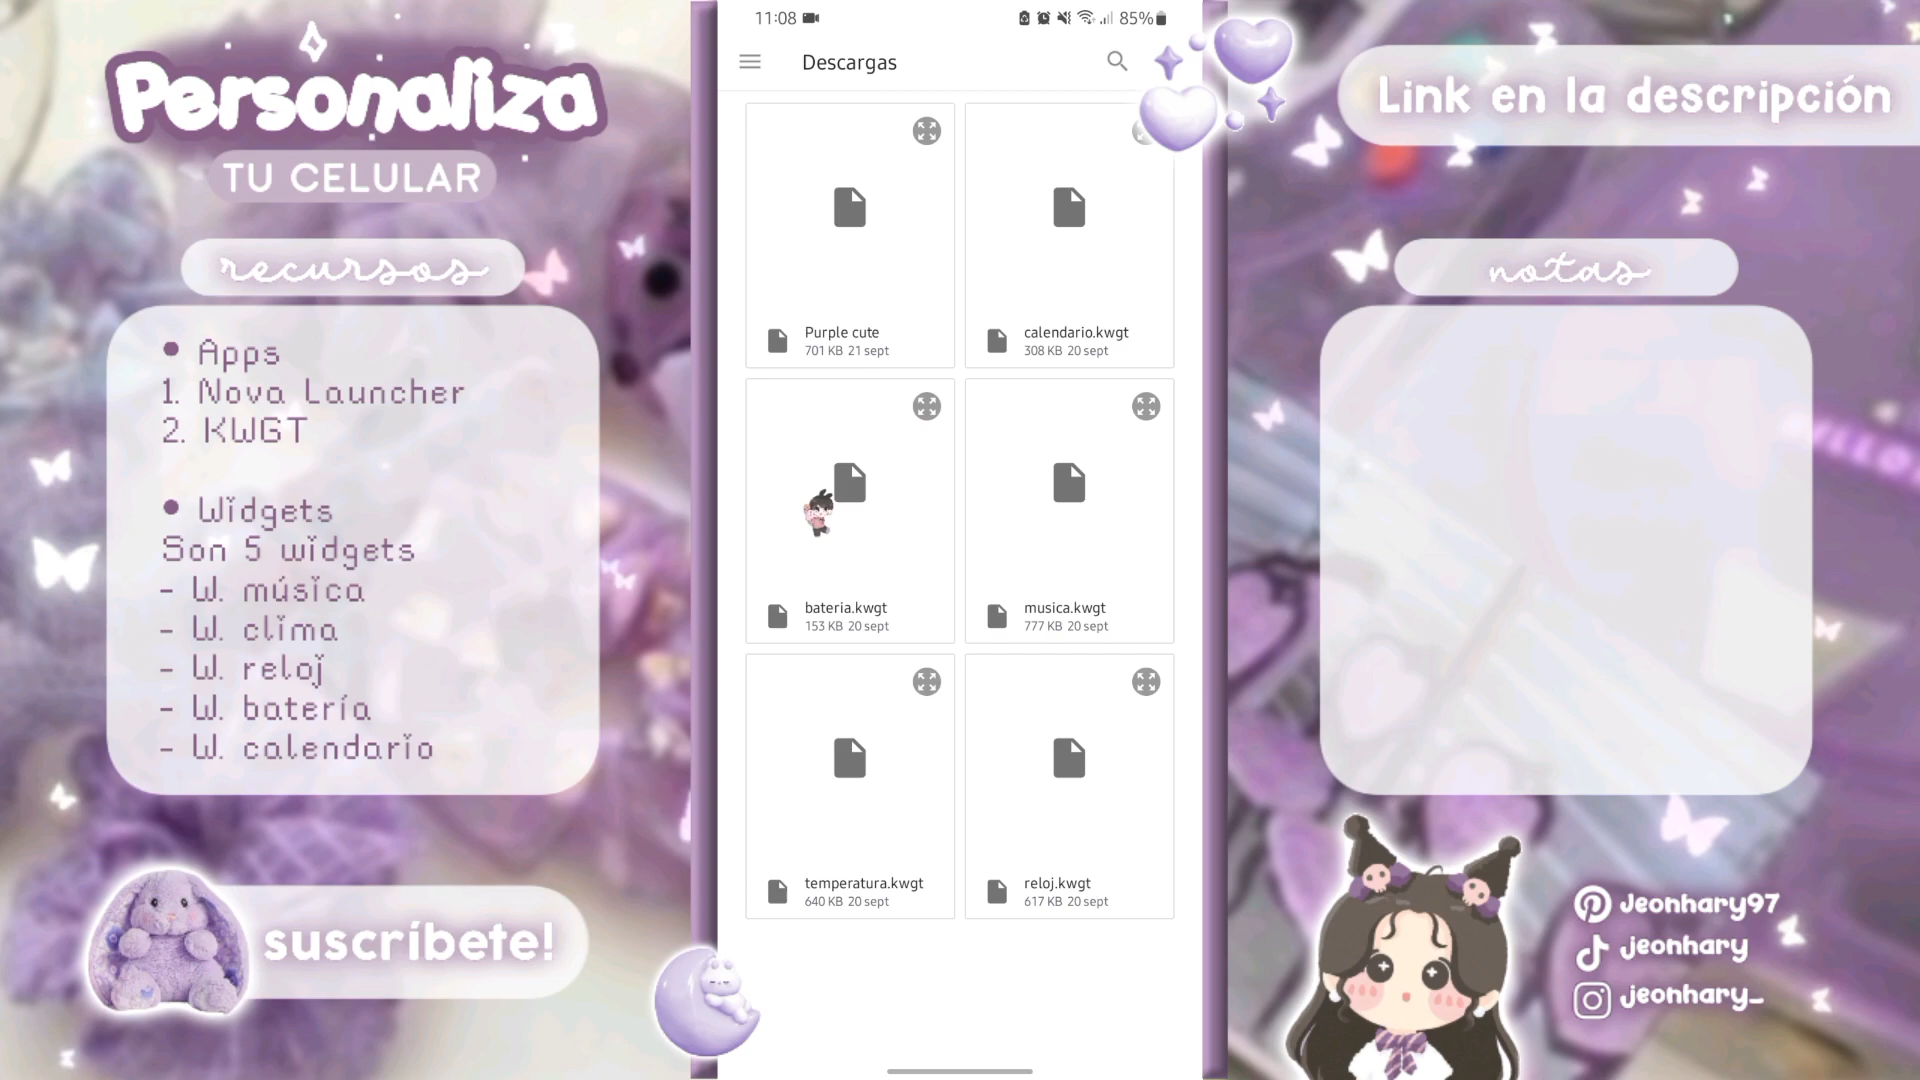 Personaliza
TU CELULAR
recursos
• Apps
1. Nova Launcher
2. KWGT
• Widgets
Son 5 widgets
- W. música
- W. clima
- W. reloj
- W. batería
- W. calendario
suscríbete!
11:08
85%
Descargas
Purple cute
701 KB 21 sept
calendario.kwgt
308 KB 20 sept
bateria.kwgt
153 KB 20 sept
musica.kwgt
777 KB 20 sept
temperatura.kwgt
640 KB 20 sept
reloj.kwgt
617 KB 20 sept
Link en la descripción
notas
Jeonhary97
jeonhary
jeonhary_